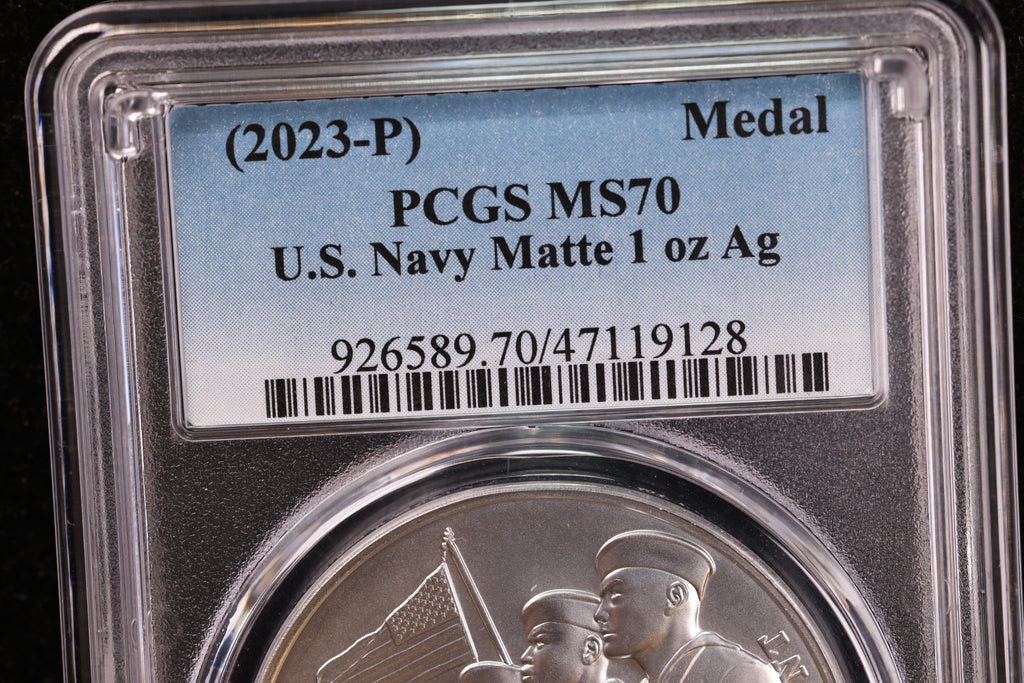 (2023-P) Medal
PCGS MS70
U.S. Navy Matte 1 oz Ag
926589.70/47119128